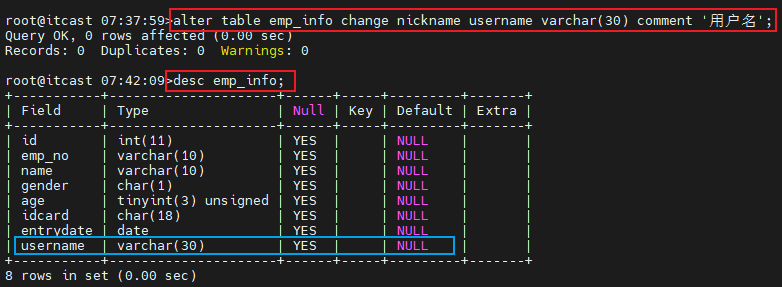 root@itcast 07:37:59>alter table emp_info change nickname username varchar(30) comment '用户名';
Query OK, 0 rows affected (0.00 sec)
Records: 0  Duplicates: 0  Warnings: 0

root@itcast 07:42:09>desc emp_info;
+-----------+---------------------+------+-----+---------+-------+
| Field     | Type                | Null | Key | Default | Extra |
+-----------+---------------------+------+-----+---------+-------+
| id        | int(11)             | YES  |     | NULL    |       |
| emp_no    | varchar(10)         | YES  |     | NULL    |       |
| name      | varchar(10)         | YES  |     | NULL    |       |
| gender    | char(1)             | YES  |     | NULL    |       |
| age       | tinyint(3) unsigned | YES  |     | NULL    |       |
| idcard    | char(18)            | YES  |     | NULL    |       |
| entrydate | date                | YES  |     | NULL    |       |
| username  | varchar(30)         | YES  |     | NULL    |       |
+-----------+---------------------+------+-----+---------+-------+
8 rows in set (0.00 sec)